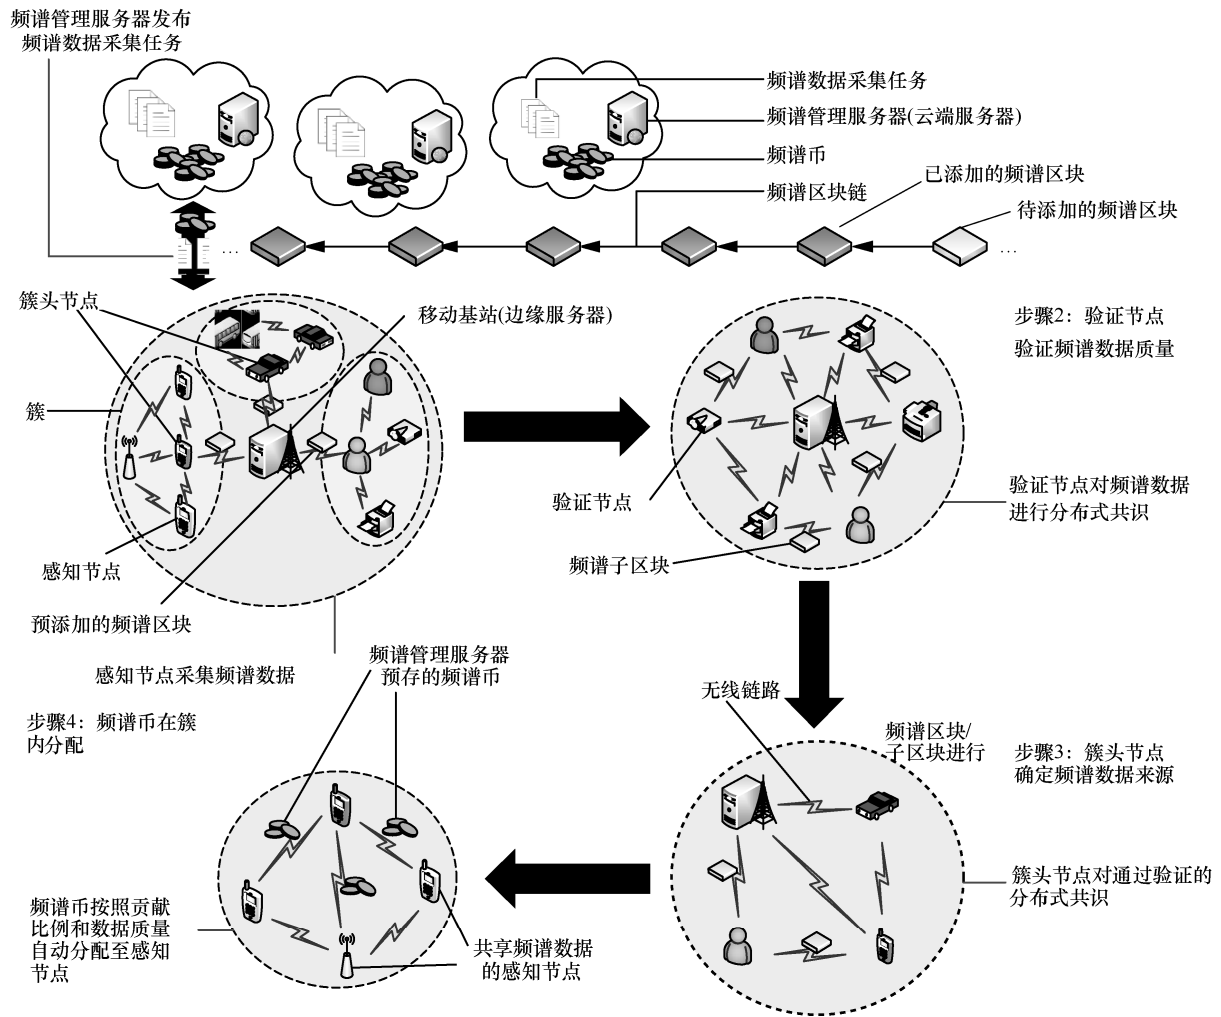 频谱管理服务器发布
频谱数据采集任务
频谱数据采集任务
频谱管理服务器(云端服务器)
频谱币
频谱区块链
已添加的频谱区块
待添加的频谱区块
...
...
簇头节点
移动基站(边缘服务器)
簇
感知节点
预添加的频谱区块
感知节点采集频谱数据
步骤2：验证节点
验证频谱数据质量
验证节点
频谱子区块
验证节点对频谱数据
进行分布式共识
无线链路
频谱区块/
子区块进行
步骤3：簇头节点
确定频谱数据来源
簇头节点对通过验证的
分布式共识
步骤4：频谱币在簇
内分配
频谱管理服务器
预存的频谱币
频谱币按照贡献
比例和数据质量
自动分配至感知
节点
共享频谱数据
的感知节点